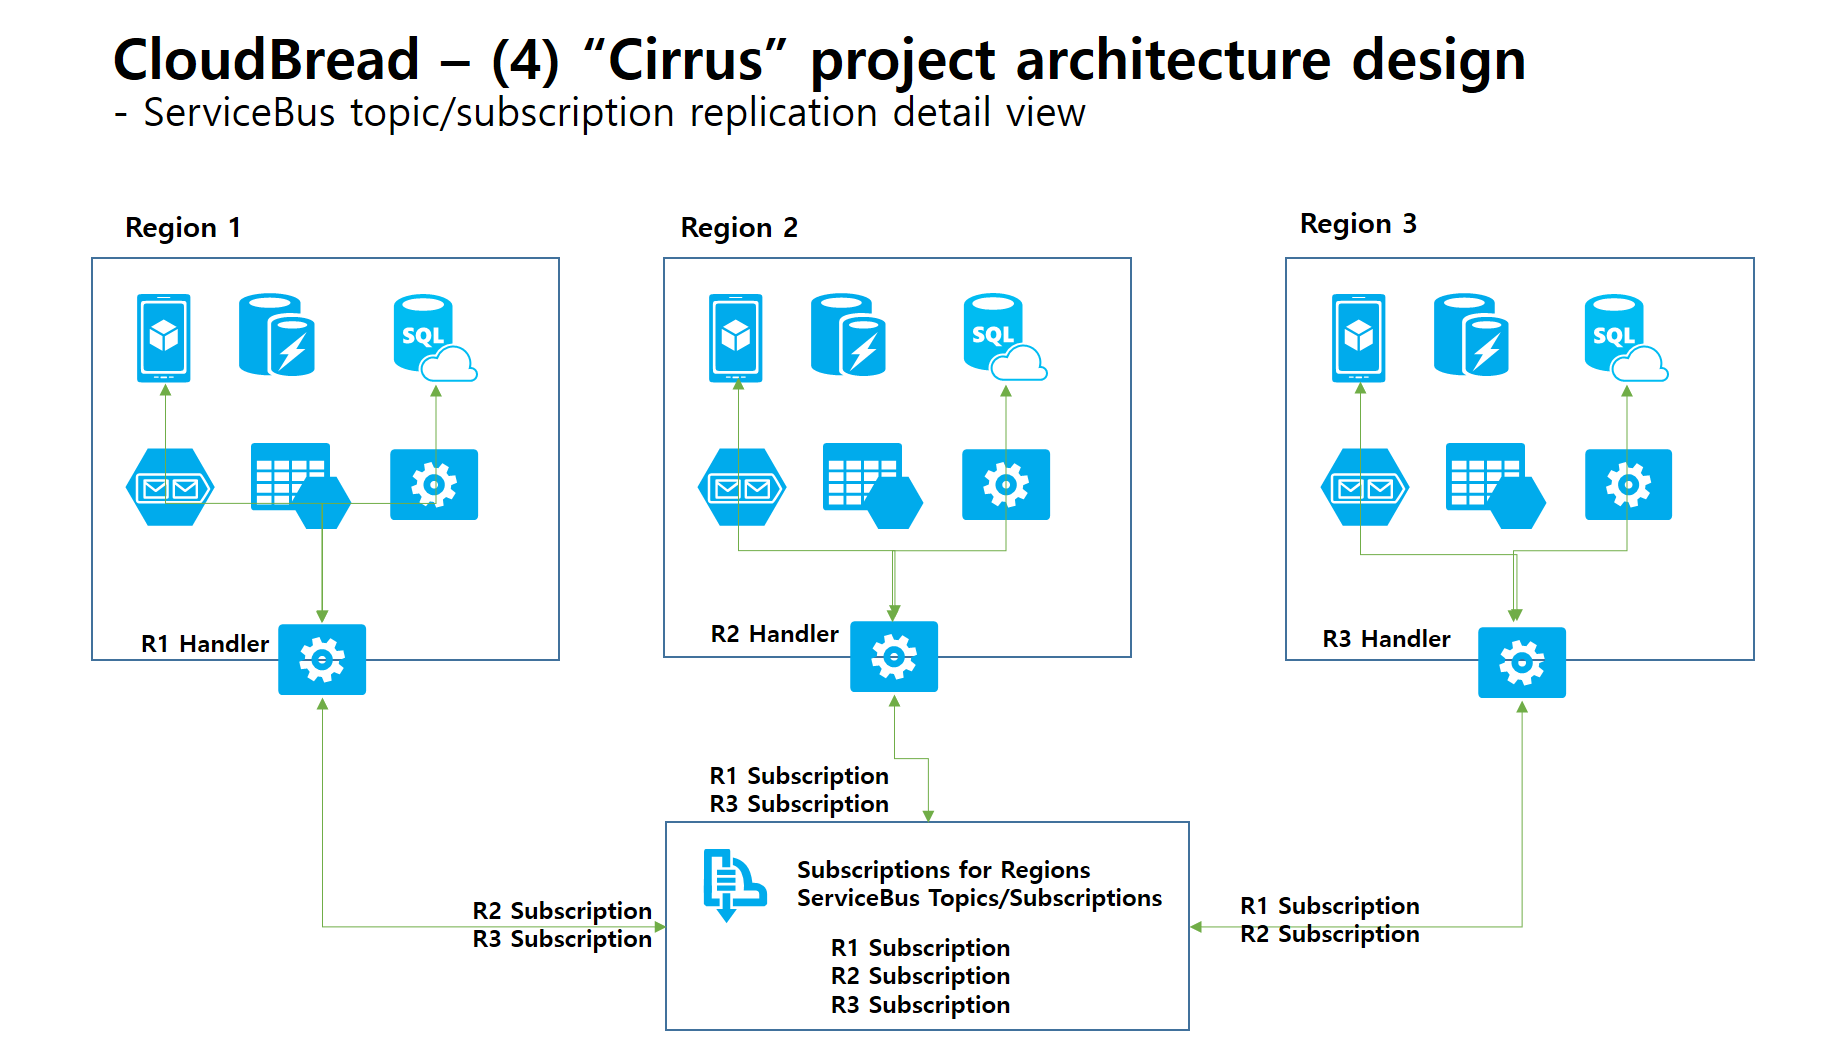 CloudBread – (4) “Cirrus” project architecture design
- ServiceBus topic/subscription replication detail view
Region 1
Region 2
Region 3
SQL
SQL
SQL
R1 Handler
R2 Handler
R3 Handler
R1 Subscription
R3 Subscription
Subscriptions for Regions
ServiceBus Topics/Subscriptions
R1 Subscription
R2 Subscription
R3 Subscription
R2 Subscription
R3 Subscription
R1 Subscription
R2 Subscription